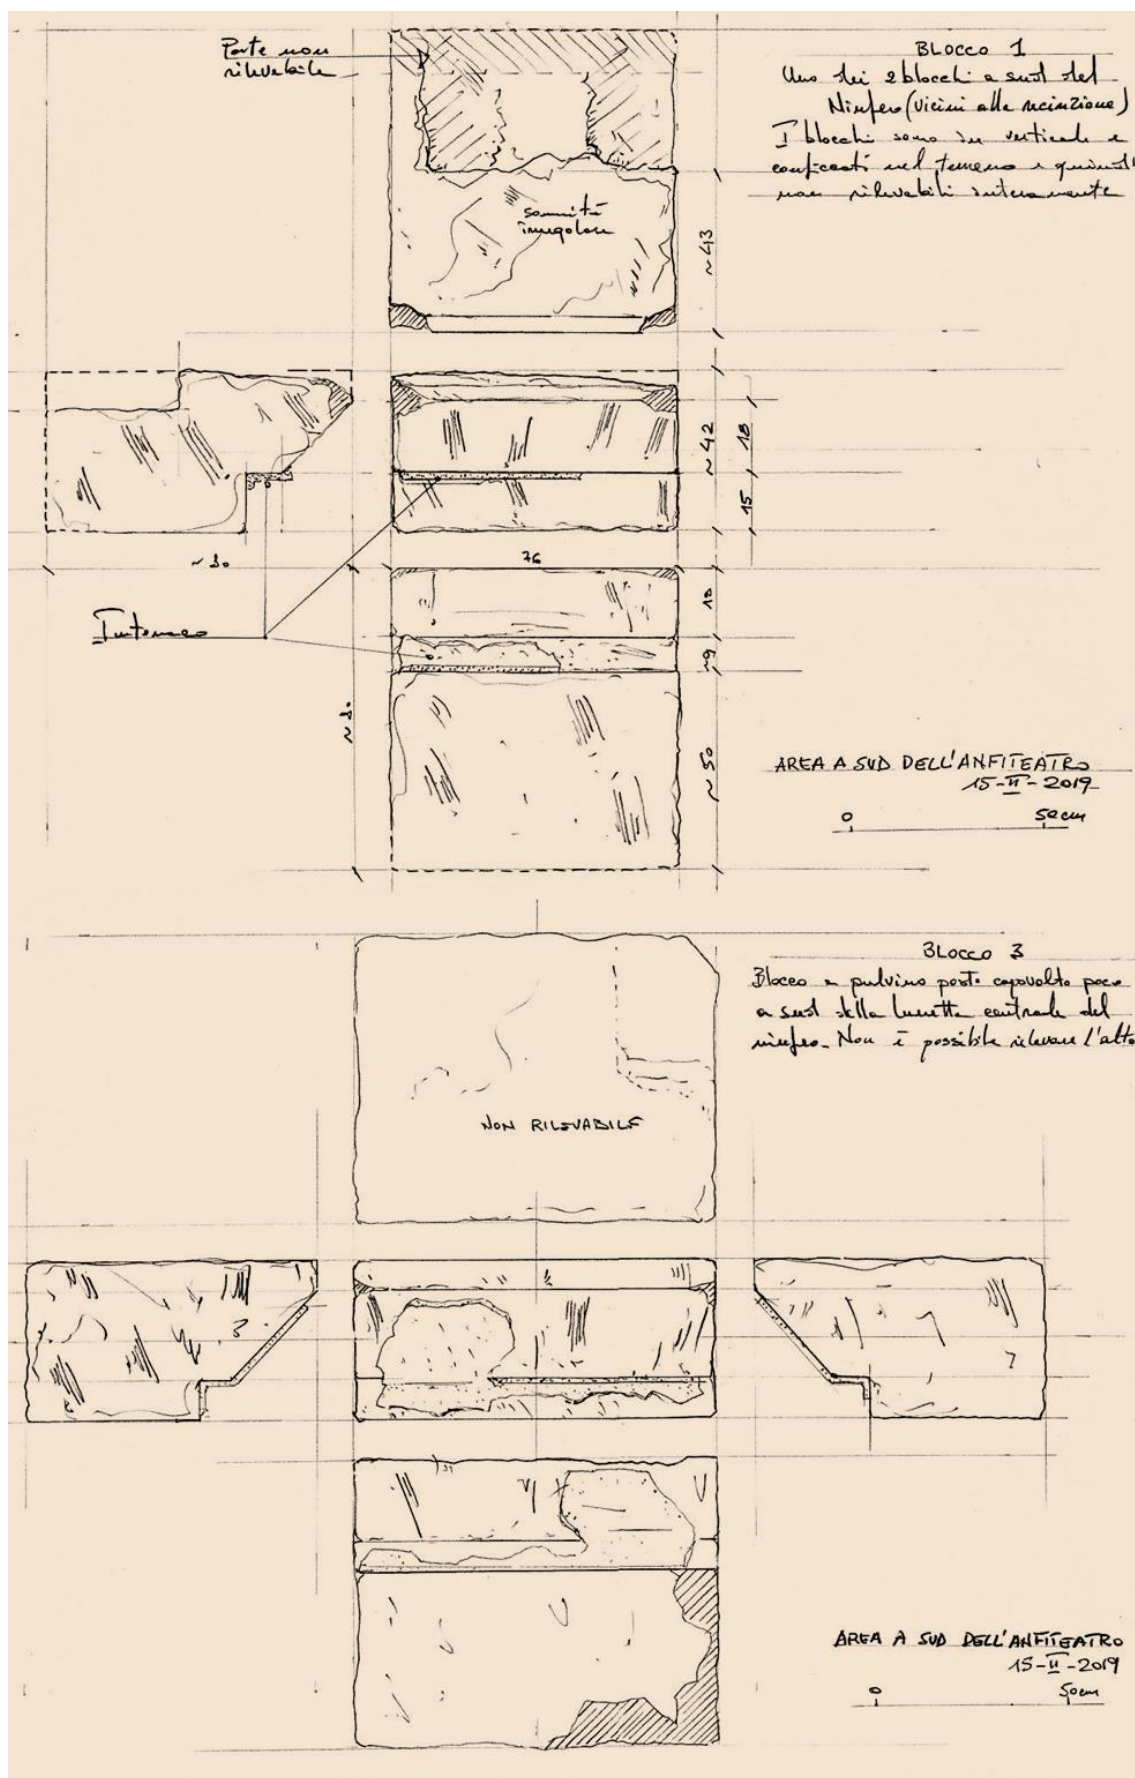 Parte non
rilevabile
BLOCCO 1
Uno dei 2 blocchi a sud del
Ninfeo (vicini alla recinzione)
I blocchi sono in verticale e
conficcati nel terreno e quindi
non rilevabili interamente
sommità
irregolare
~43
~42
18
15
76
Intonaco
18
~9
~50
AREA A SUD DELL'ANFITEATRO
15-II-2019
0 50cm
BLOCCO 3
Blocco a pulvino posto capovolto poco
a sud della lunetta centrale del
ninfeo. Non è possibile rilevare l'alto
NON RILEVABILE
AREA A SUD DELL'ANFITEATRO
15-II-2019
0 50cm